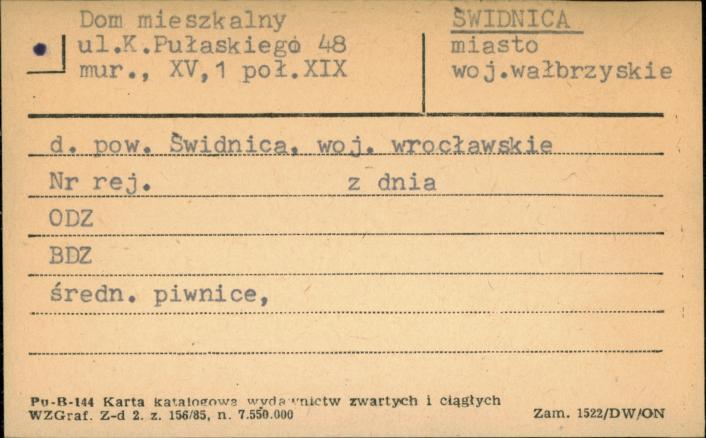 Dom mieszkalny
ul.K.Pułaskiego 48
mur., XV,1 poł.XIX
ŚWIDNICA
miasto
woj.wałbrzyskie
d. pow. Świdnica, woj. wrocławskie
Nr rej. z dnia
ODZ
BDZ
średn. piwnice,
Pu-B-144 Karta katalogowa wydawnictw zwartych i ciągłych
WZGraf. Z-d 2. z. 156/85, n. 7.550.000
Zam. 1522/DW/ON